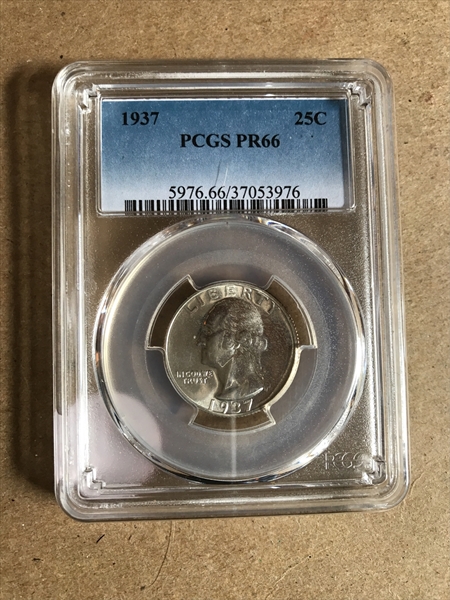 1937 25C
PCGS PR66
5976.66/37053976
LIBERTY
IN GOD WE
TRUST
1937
PCGS